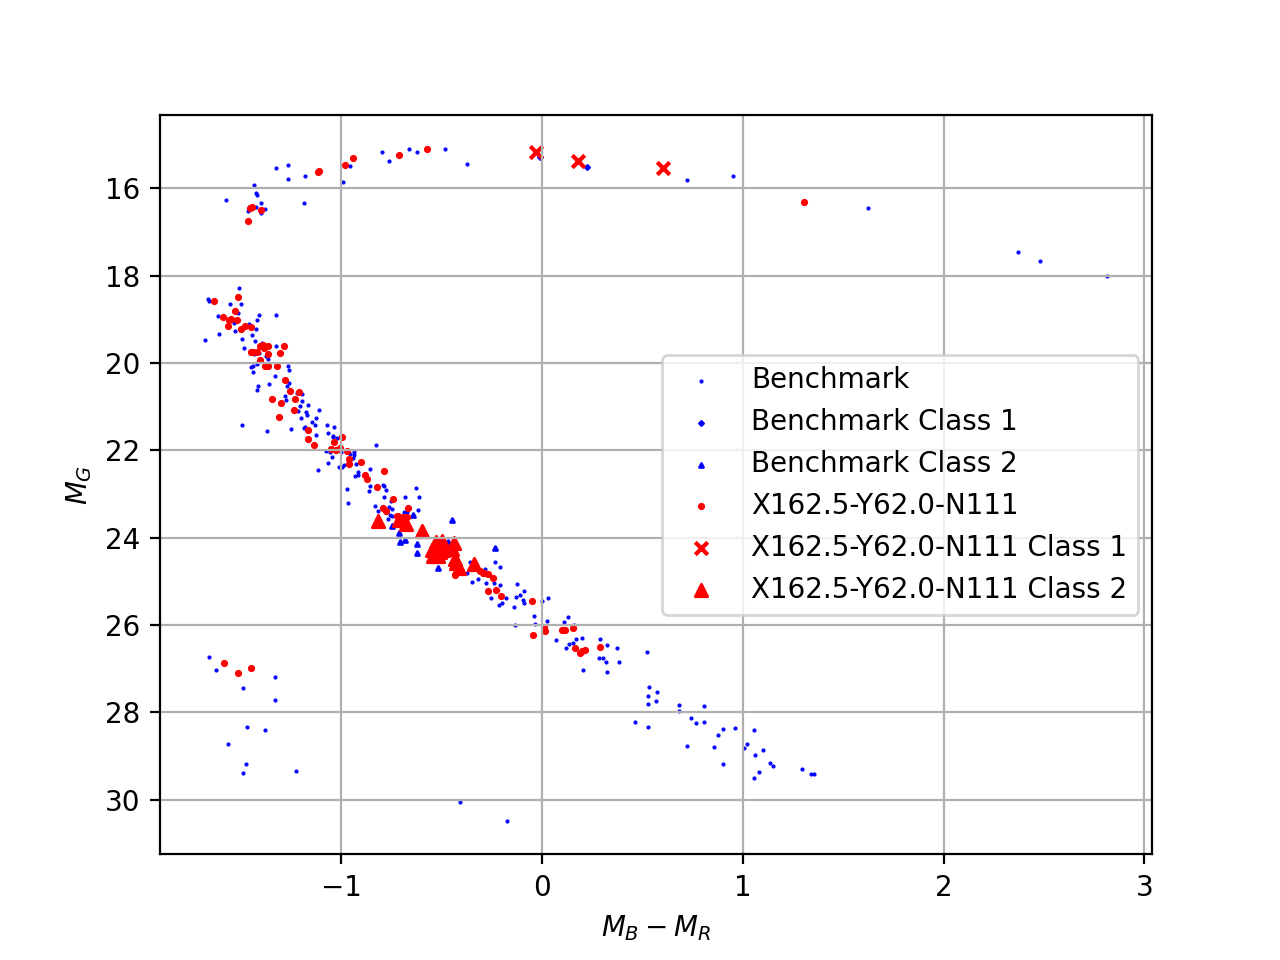 16
18
20
22
24
26
28
30
M_G
Benchmark
Benchmark Class 1
Benchmark Class 2
X162.5-Y62.0-N111
X162.5-Y62.0-N111 Class 1
X162.5-Y62.0-N111 Class 2
−1 0 1 2 3
M_B − M_R